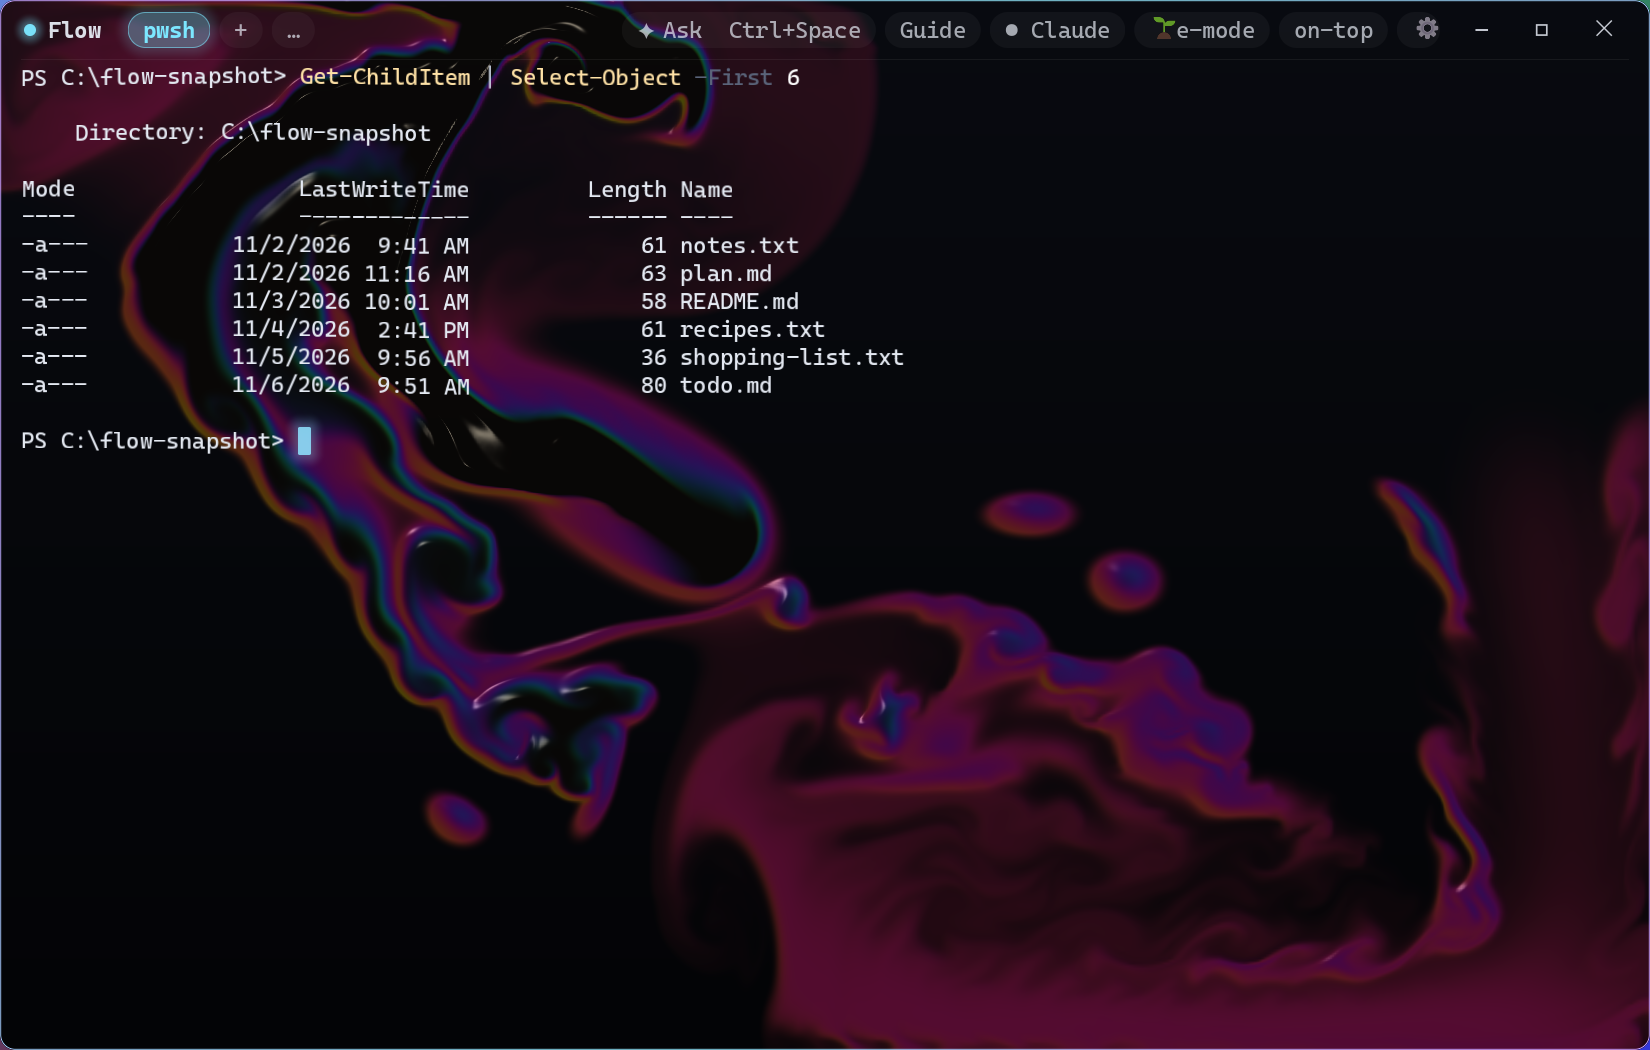 Flow pwsh + … ✦ Ask Ctrl+Space Guide ● Claude 🌱e-mode on-top
PS C:\flow-snapshot> Get-ChildItem | Select-Object -First 6
Directory: C:\flow-snapshot
Mode LastWriteTime Length Name
---- ------------- ------ ----
-a--- 11/2/2026 9:41 AM 61 notes.txt
-a--- 11/2/2026 11:16 AM 63 plan.md
-a--- 11/3/2026 10:01 AM 58 README.md
-a--- 11/4/2026 2:41 PM 61 recipes.txt
-a--- 11/5/2026 9:56 AM 36 shopping-list.txt
-a--- 11/6/2026 9:51 AM 80 todo.md
PS C:\flow-snapshot>